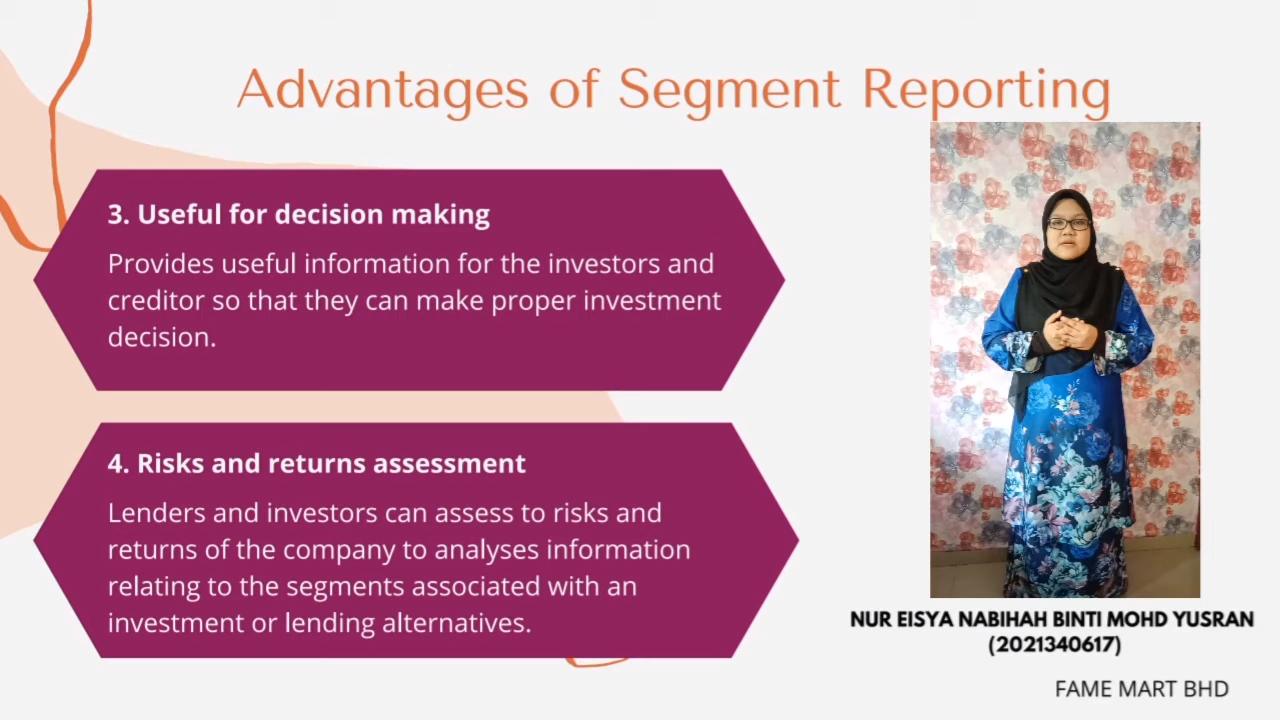 Advantages of Segment Reporting
3. Useful for decision making
Provides useful information for the investors and
creditor so that they can make proper investment
decision.
4. Risks and returns assessment
Lenders and investors can assess to risks and
returns of the company to analyses information
relating to the segments associated with an
investment or lending alternatives.
NUR EISYA NABIHAH BINTI MOHD YUSRAN
(2021340617)
FAME MART BHD